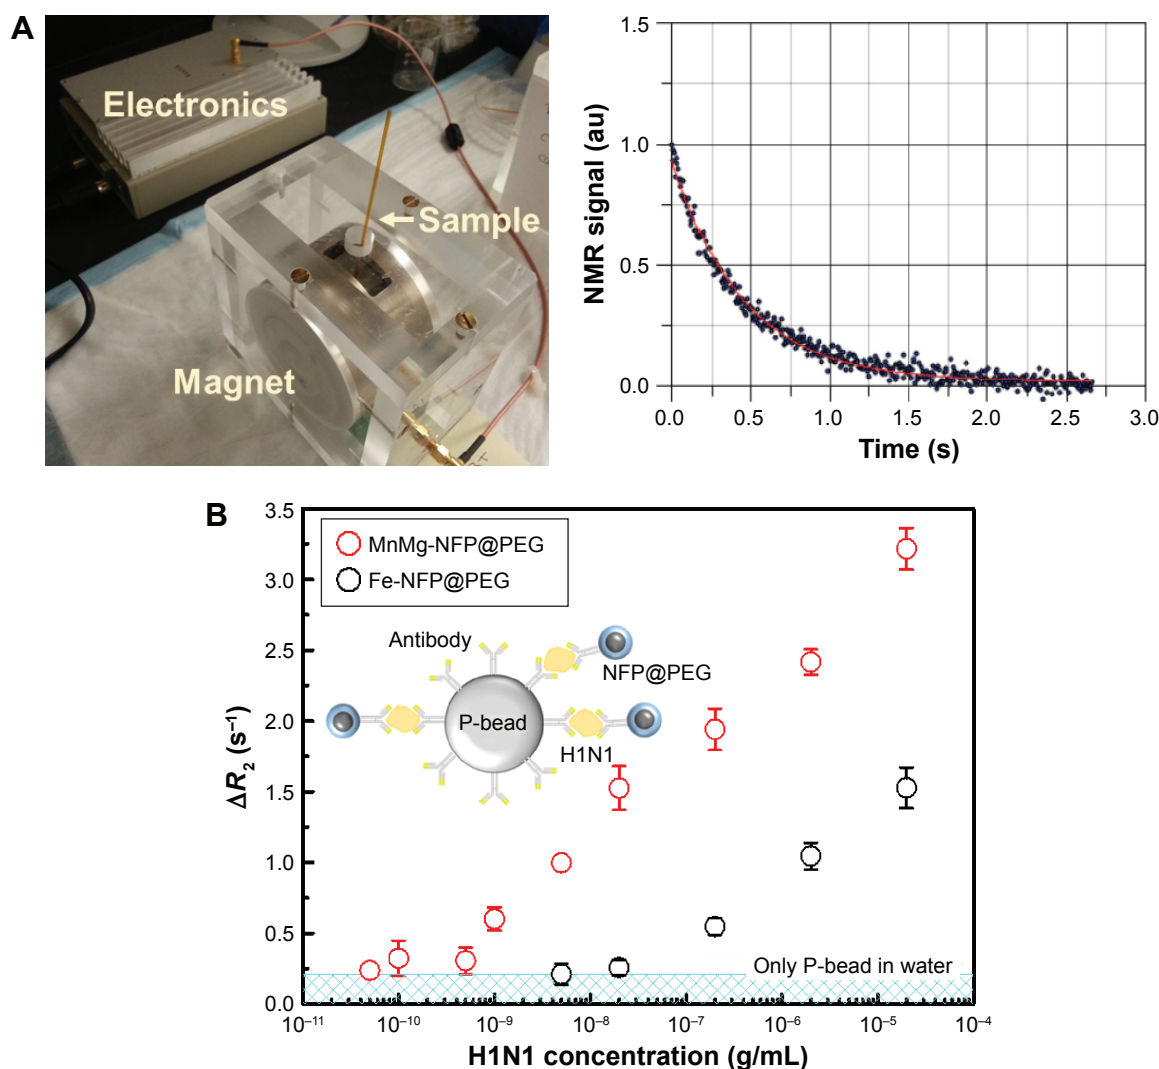 A
Electronics
Sample
Magnet
NMR signal (au)
1.5
1.0
0.5
0.0
0.0 0.5 1.0 1.5 2.0 2.5 3.0
Time (s)
B
ΔR₂ (s⁻¹)
3.5
3.0
2.5
2.0
1.5
1.0
0.5
0.0
MnMg-NFP@PEG
Fe-NFP@PEG
Antibody
NFP@PEG
P-bead
H1N1
Only P-bead in water
10⁻¹¹ 10⁻¹⁰ 10⁻⁹ 10⁻⁸ 10⁻⁷ 10⁻⁶ 10⁻⁵ 10⁻⁴
H1N1 concentration (g/mL)